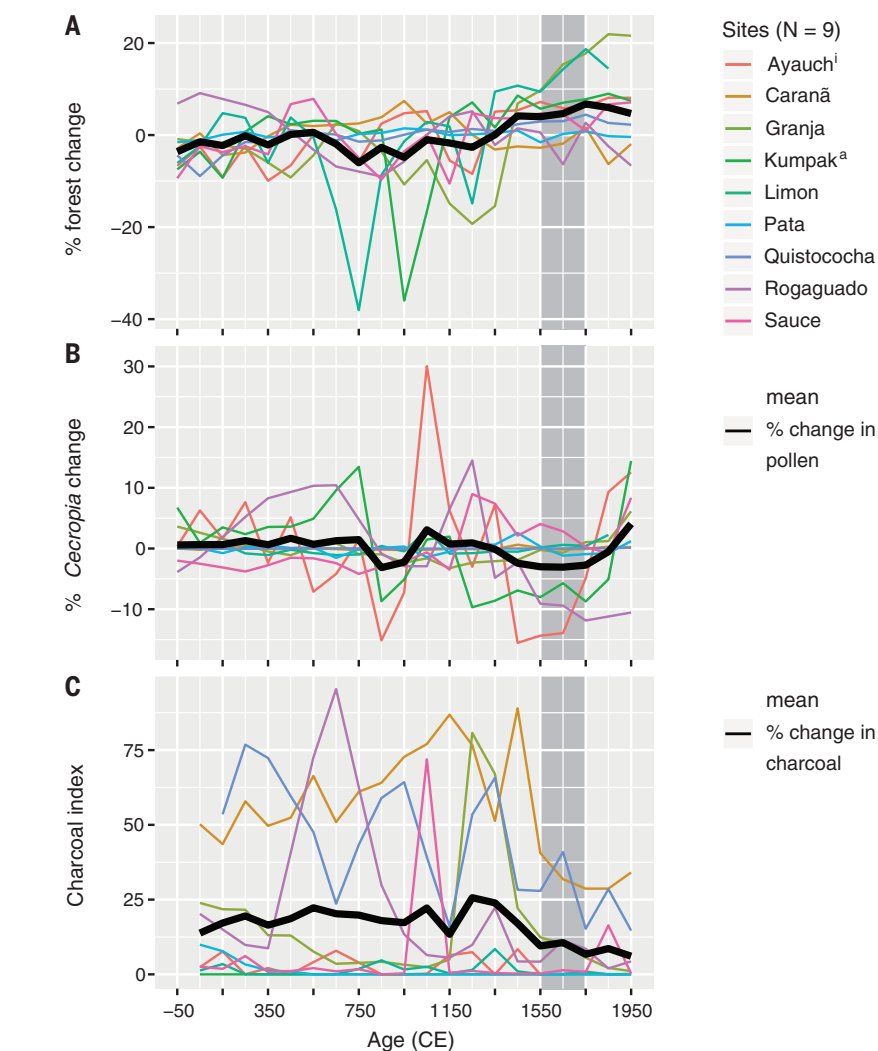 A
20
0
−20
−40
% forest change
Sites (N = 9)
Ayauchⁱ
Caranã
Granja
Kumpakᵃ
Limon
Pata
Quistococha
Rogaguado
Sauce
B
30
20
10
0
−10
% Cecropia change
mean
% change in
pollen
C
75
50
25
0
Charcoal index
mean
% change in
charcoal
−50 350 750 1150 1550 1950
Age (CE)